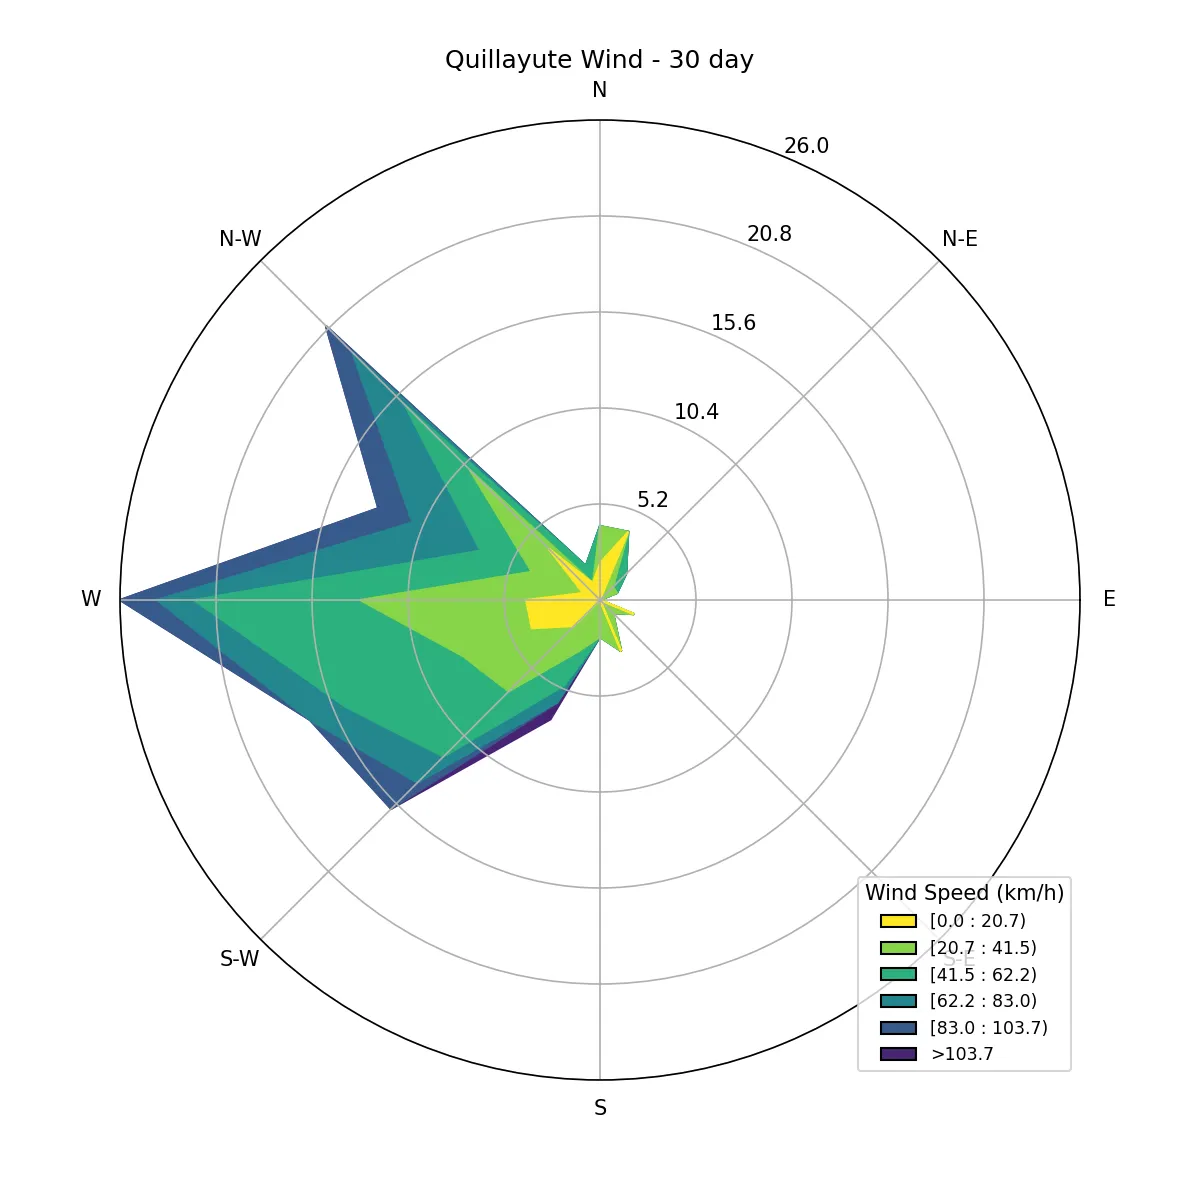 Quillayute Wind - 30 day
N
26.0
N-W
20.8
N-E
15.6
10.4
5.2
W
E
S-W
S-E
S
Wind Speed (km/h)
[0.0 : 20.7)
[20.7 : 41.5)
[41.5 : 62.2)
[62.2 : 83.0)
[83.0 : 103.7)
>103.7